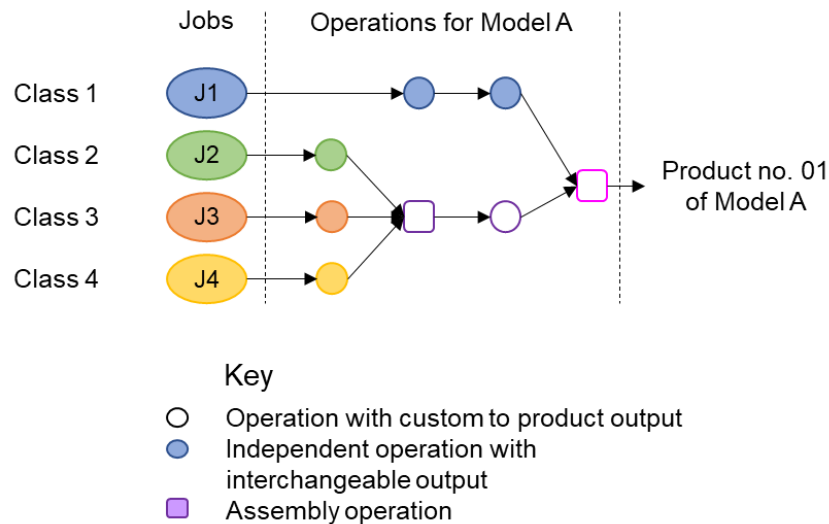 Jobs
Operations for Model A
Class 1
J1
Class 2
J2
Class 3
J3
Class 4
J4
Product no. 01
of Model A
Key
Operation with custom to product output
Independent operation with
interchangeable output
Assembly operation